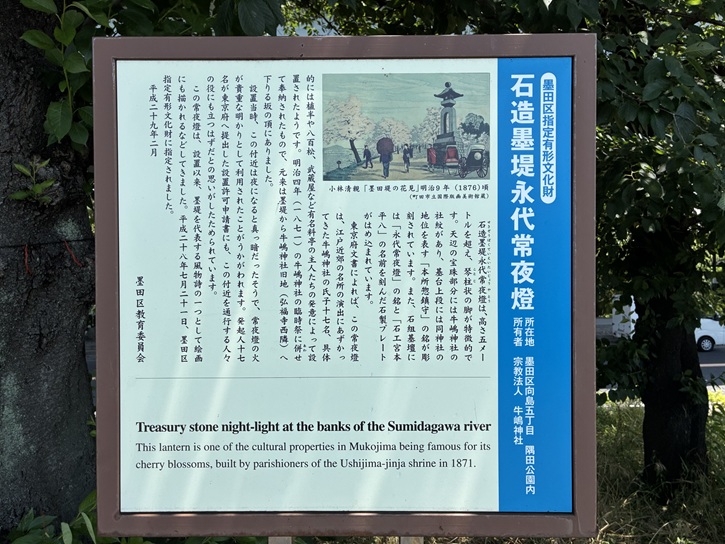 墨田区指定有形文化財
石造墨堤永代常夜燈
所在地　墨田区向島五丁目　隅田公園内
所有者　宗教法人　牛嶋神社
小林清親「墨田堤の花見」明治9年（1876）頃
（町田市立国際版画美術館蔵）
石造墨堤永代常夜燈は、高さ五メー
トルを超え、琴柱状の脚が特徴的で
す。天辺の宝珠部分には牛嶋神社の
社紋があり、基台上段には同神社の
地位を表す「本所惣鎮守」の銘が彫
刻されています。また、石組基壇に
は「永代常夜燈」の銘と「石工宮本
平八」の名前を刻んだ石製プレート
がはめ込まれています。
東京府文書によれば、この常夜燈
は、江戸近郊の名所の演出にあずかっ
てきた牛嶋神社の氏子十七名、具体
的には植半や八百松、武蔵屋など有名料亭の主人たちの発意によって設
置されたようです。明治四年（一八七一）の牛嶋神社の臨時祭に併せ
て奉納されたもので、元来は墨堤から牛嶋神社旧地（弘福寺西隣）へ
下りる坂の頂にありました。
設置当時、この付近は夜になると真っ暗だったそうで、常夜燈の火
が貴重な明かりとして利用されたことがうかがわれます。発起人十七
名が東京府へ提出した設置許可申請書にも、この付近を通行する人々
の役にも立つはずだとの思いがしたためられています。
この常夜燈は、設置以来、墨堤を代表する風物詩の一つとして絵画
にも描かれるなどしてきました。平成二十八年七月二十一日、墨田区
指定有形文化財に指定されました。
平成二十九年二月
墨田区教育委員会
Treasury stone night-light at the banks of the Sumidagawa river
This lantern is one of the cultural properties in Mukojima being famous for its
cherry blossoms, built by parishioners of the Ushijima-jinja shrine in 1871.